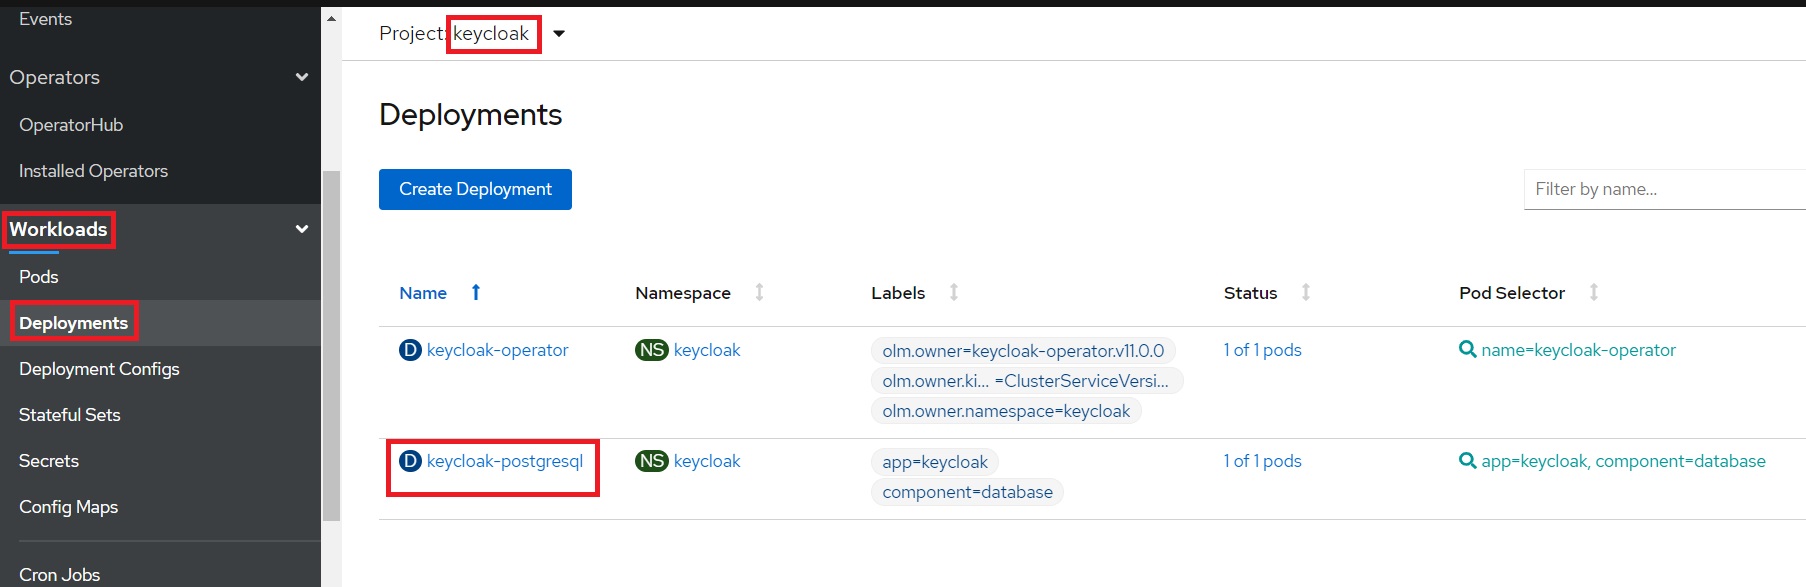 Events
Operators
OperatorHub
Installed Operators
Workloads
Pods
Deployments
Deployment Configs
Stateful Sets
Secrets
Config Maps
Cron Jobs
Project: keycloak
Deployments
Create Deployment
Filter by name...
Name Namespace Labels Status Pod Selector
D keycloak-operator NS keycloak olm.owner=keycloak-operator.v11.0.0 1 of 1 pods name=keycloak-operator
olm.owner.ki... =ClusterServiceVersi...
olm.owner.namespace=keycloak
D keycloak-postgresql NS keycloak app=keycloak 1 of 1 pods app=keycloak, component=database
component=database